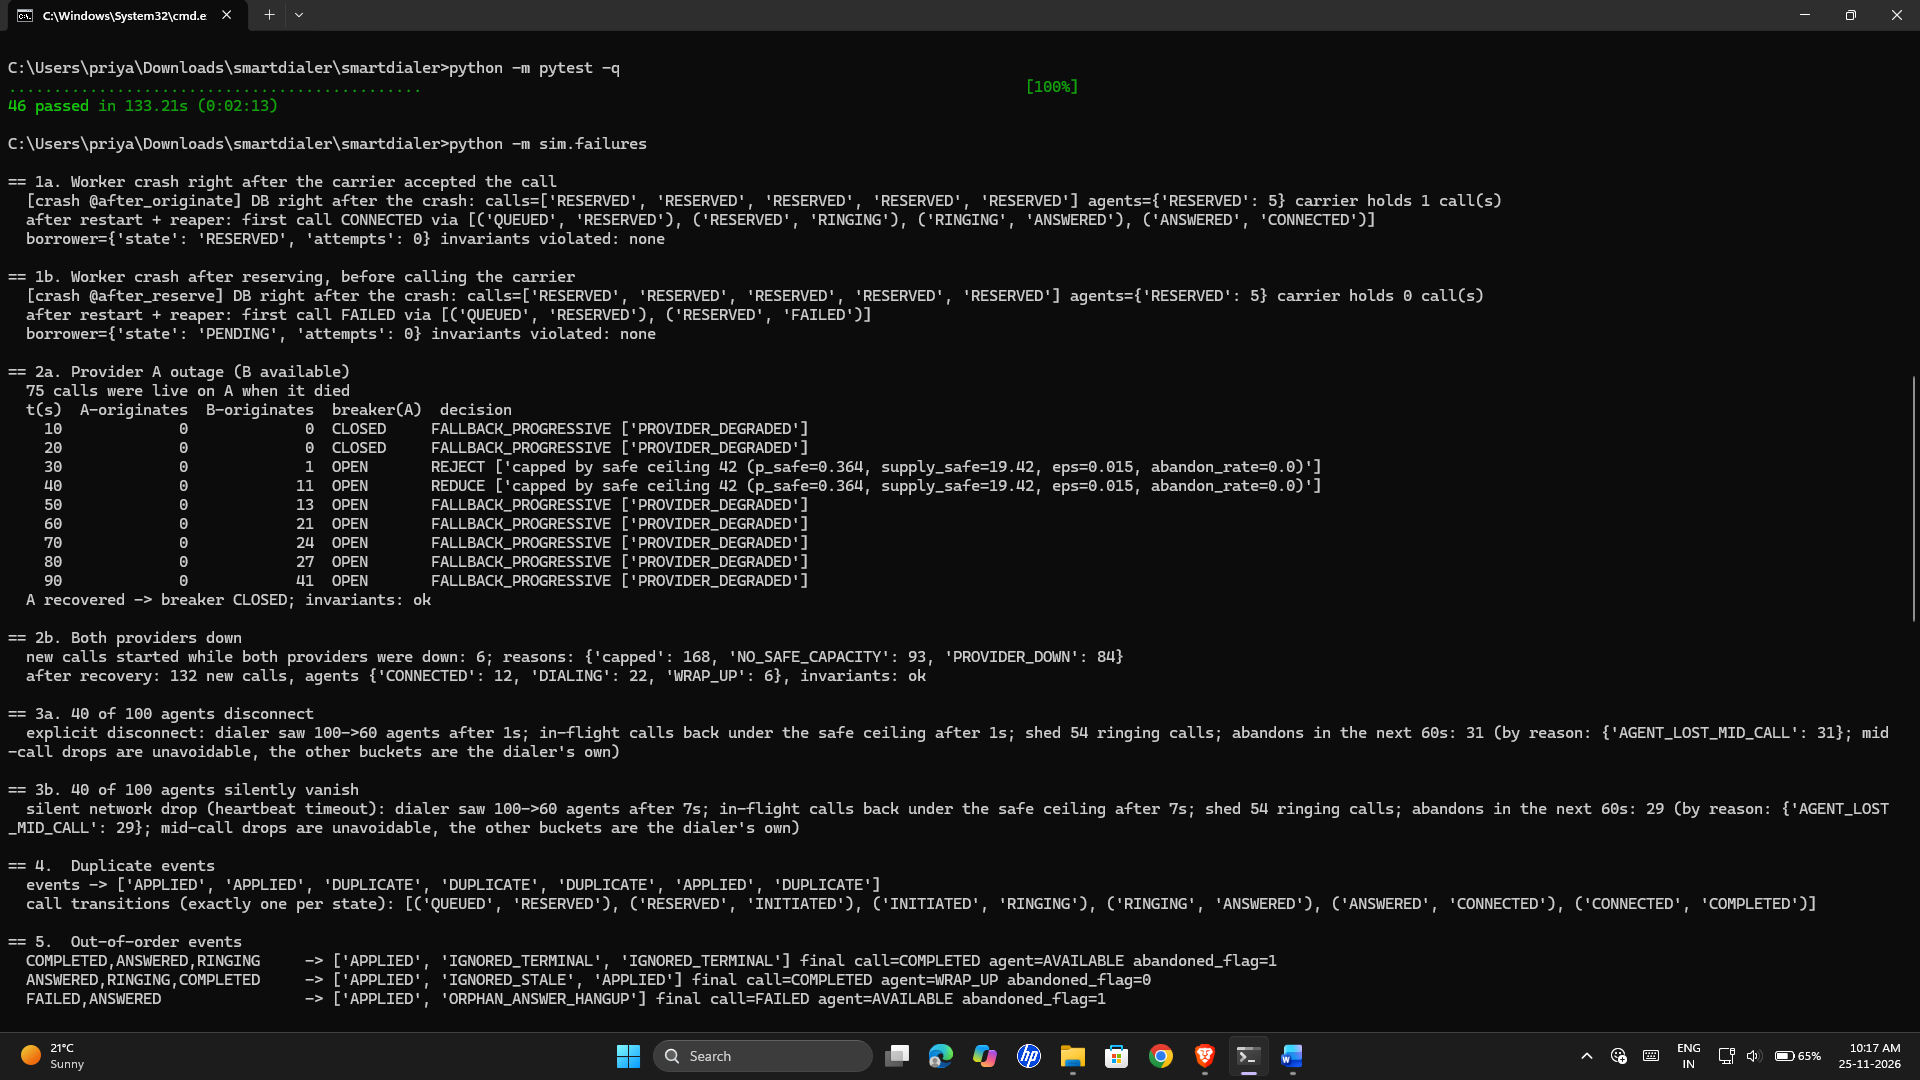 C:\Windows\System32\cmd.e
C:\Users\priya\Downloads\smartdialer\smartdialer>python -m pytest -q
.............................................. [100%]
46 passed in 133.21s (0:02:13)
C:\Users\priya\Downloads\smartdialer\smartdialer>python -m sim.failures
== 1a. Worker crash right after the carrier accepted the call
[crash @after_originate] DB right after the crash: calls=['RESERVED', 'RESERVED', 'RESERVED', 'RESERVED', 'RESERVED'] agents={'RESERVED': 5} carrier holds 1 call(s)
after restart + reaper: first call CONNECTED via [('QUEUED', 'RESERVED'), ('RESERVED', 'RINGING'), ('RINGING', 'ANSWERED'), ('ANSWERED', 'CONNECTED')]
borrower={'state': 'RESERVED', 'attempts': 0} invariants violated: none
== 1b. Worker crash after reserving, before calling the carrier
[crash @after_reserve] DB right after the crash: calls=['RESERVED', 'RESERVED', 'RESERVED', 'RESERVED', 'RESERVED'] agents={'RESERVED': 5} carrier holds 0 call(s)
after restart + reaper: first call FAILED via [('QUEUED', 'RESERVED'), ('RESERVED', 'FAILED')]
borrower={'state': 'PENDING', 'attempts': 0} invariants violated: none
== 2a. Provider A outage (B available)
75 calls were live on A when it died
t(s) A-originates B-originates breaker(A) decision
10 0 0 CLOSED FALLBACK_PROGRESSIVE ['PROVIDER_DEGRADED']
20 0 0 CLOSED FALLBACK_PROGRESSIVE ['PROVIDER_DEGRADED']
30 0 1 OPEN REJECT ['capped by safe ceiling 42 (p_safe=0.364, supply_safe=19.42, eps=0.015, abandon_rate=0.0)']
40 0 11 OPEN REDUCE ['capped by safe ceiling 42 (p_safe=0.364, supply_safe=19.42, eps=0.015, abandon_rate=0.0)']
50 0 13 OPEN FALLBACK_PROGRESSIVE ['PROVIDER_DEGRADED']
60 0 21 OPEN FALLBACK_PROGRESSIVE ['PROVIDER_DEGRADED']
70 0 24 OPEN FALLBACK_PROGRESSIVE ['PROVIDER_DEGRADED']
80 0 27 OPEN FALLBACK_PROGRESSIVE ['PROVIDER_DEGRADED']
90 0 41 OPEN FALLBACK_PROGRESSIVE ['PROVIDER_DEGRADED']
A recovered -> breaker CLOSED; invariants: ok
== 2b. Both providers down
new calls started while both providers were down: 6; reasons: {'capped': 168, 'NO_SAFE_CAPACITY': 93, 'PROVIDER_DOWN': 84}
after recovery: 132 new calls, agents {'CONNECTED': 12, 'DIALING': 22, 'WRAP_UP': 6}, invariants: ok
== 3a. 40 of 100 agents disconnect
explicit disconnect: dialer saw 100->60 agents after 1s; in-flight calls back under the safe ceiling after 1s; shed 54 ringing calls; abandons in the next 60s: 31 (by reason: {'AGENT_LOST_MID_CALL': 31}; mid
-call drops are unavoidable, the other buckets are the dialer's own)
== 3b. 40 of 100 agents silently vanish
silent network drop (heartbeat timeout): dialer saw 100->60 agents after 7s; in-flight calls back under the safe ceiling after 7s; shed 54 ringing calls; abandons in the next 60s: 29 (by reason: {'AGENT_LOST
_MID_CALL': 29}; mid-call drops are unavoidable, the other buckets are the dialer's own)
== 4. Duplicate events
events -> ['APPLIED', 'APPLIED', 'DUPLICATE', 'DUPLICATE', 'DUPLICATE', 'APPLIED', 'DUPLICATE']
call transitions (exactly one per state): [('QUEUED', 'RESERVED'), ('RESERVED', 'INITIATED'), ('INITIATED', 'RINGING'), ('RINGING', 'ANSWERED'), ('ANSWERED', 'CONNECTED'), ('CONNECTED', 'COMPLETED')]
== 5. Out-of-order events
COMPLETED,ANSWERED,RINGING -> ['APPLIED', 'IGNORED_TERMINAL', 'IGNORED_TERMINAL'] final call=COMPLETED agent=AVAILABLE abandoned_flag=1
ANSWERED,RINGING,COMPLETED -> ['APPLIED', 'IGNORED_STALE', 'APPLIED'] final call=COMPLETED agent=WRAP_UP abandoned_flag=0
FAILED,ANSWERED -> ['APPLIED', 'ORPHAN_ANSWER_HANGUP'] final call=FAILED agent=AVAILABLE abandoned_flag=1
21°C
Sunny
Search
ENG
IN
65%
10:17 AM
25-11-2026